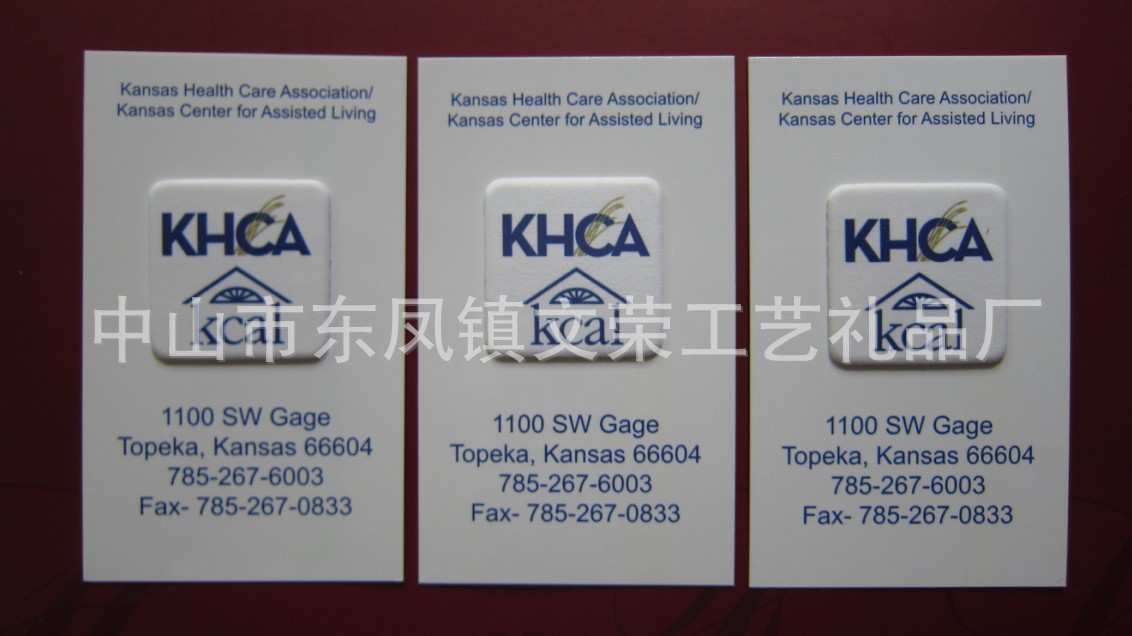 Kansas Health Care Association/
Kansas Center for Assisted Living
KHCA
kcal
1100 SW Gage
Topeka, Kansas 66604
785-267-6003
Fax- 785-267-0833
Kansas Health Care Association/
Kansas Center for Assisted Living
KHCA
kcal
1100 SW Gage
Topeka, Kansas 66604
785-267-6003
Fax- 785-267-0833
Kansas Health Care Association/
Kansas Center for Assisted Living
KHCA
kcal
1100 SW Gage
Topeka, Kansas 66604
785-267-6003
Fax- 785-267-0833
中山市东凤镇文荣工艺礼品厂